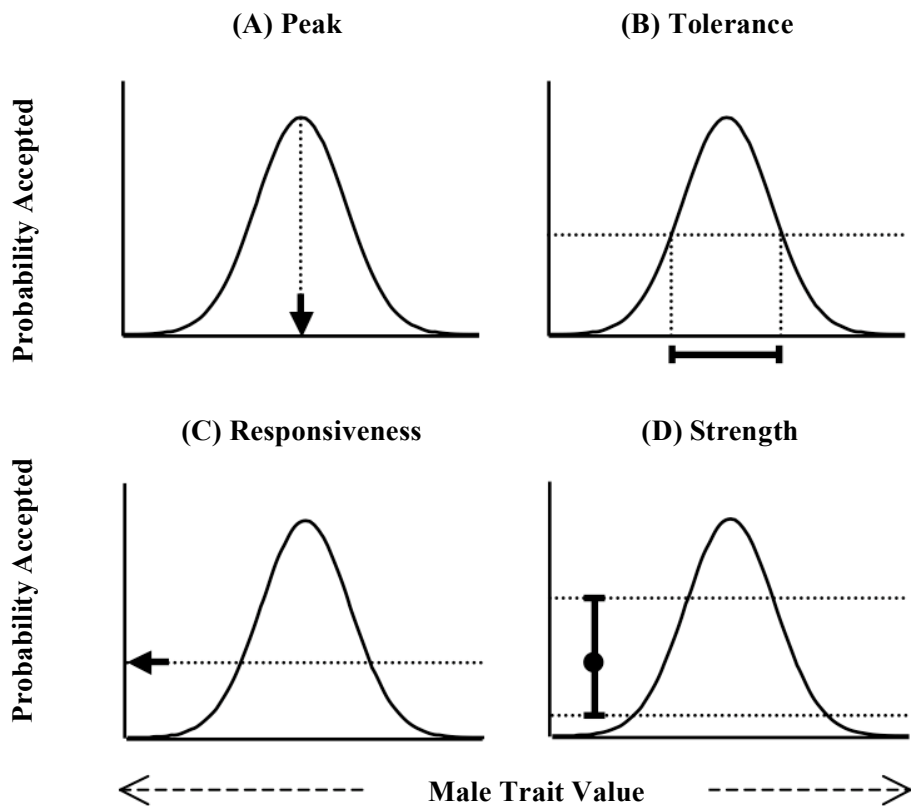 (A) Peak
(B) Tolerance
Probability Accepted
(C) Responsiveness
(D) Strength
Probability Accepted
Male Trait Value